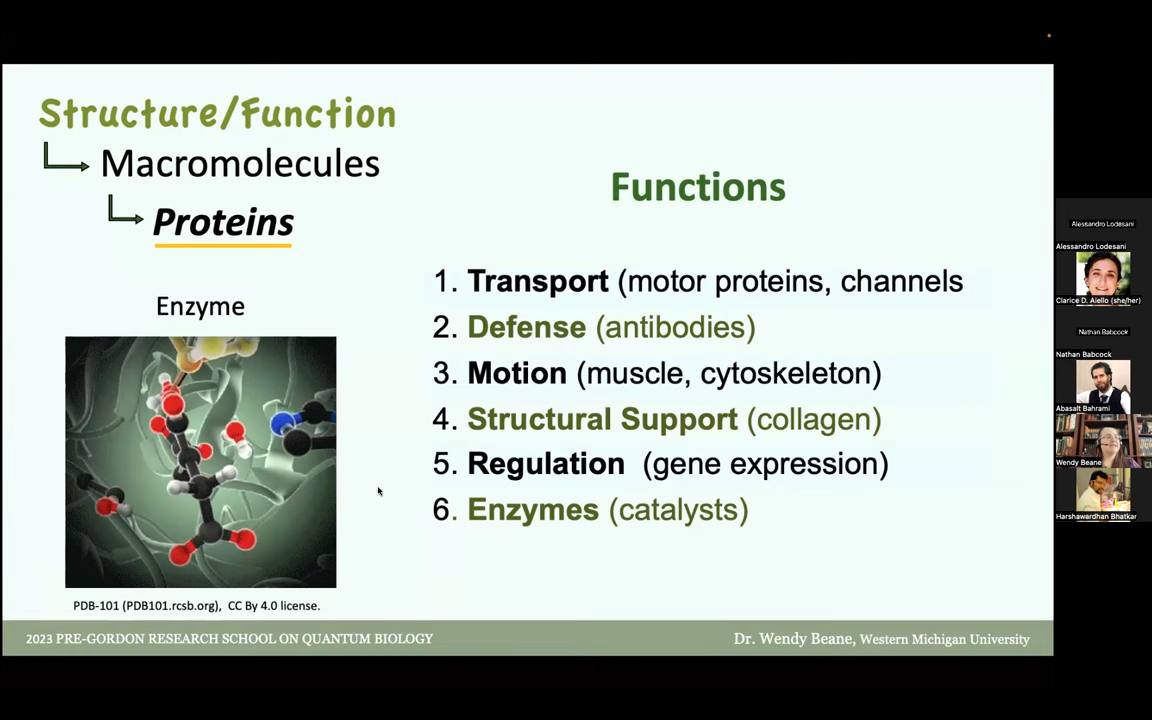 Structure/Function
Macromolecules
Proteins
Enzyme
PDB-101 (PDB101.rcsb.org), CC By 4.0 license.
Functions
1. Transport (motor proteins, channels
2. Defense (antibodies)
3. Motion (muscle, cytoskeleton)
4. Structural Support (collagen)
5. Regulation (gene expression)
6. Enzymes (catalysts)
2023 PRE-GORDON RESEARCH SCHOOL ON QUANTUM BIOLOGY
Dr. Wendy Beane, Western Michigan University
Alessandro Lodesani
Alessandro Lodesani
Clarice D. Aiello (she/her)
Nathan Babcock
Nathan Babcock
Abasalt Bahrami
Wendy Beane
Harshawardhan Bhatkar